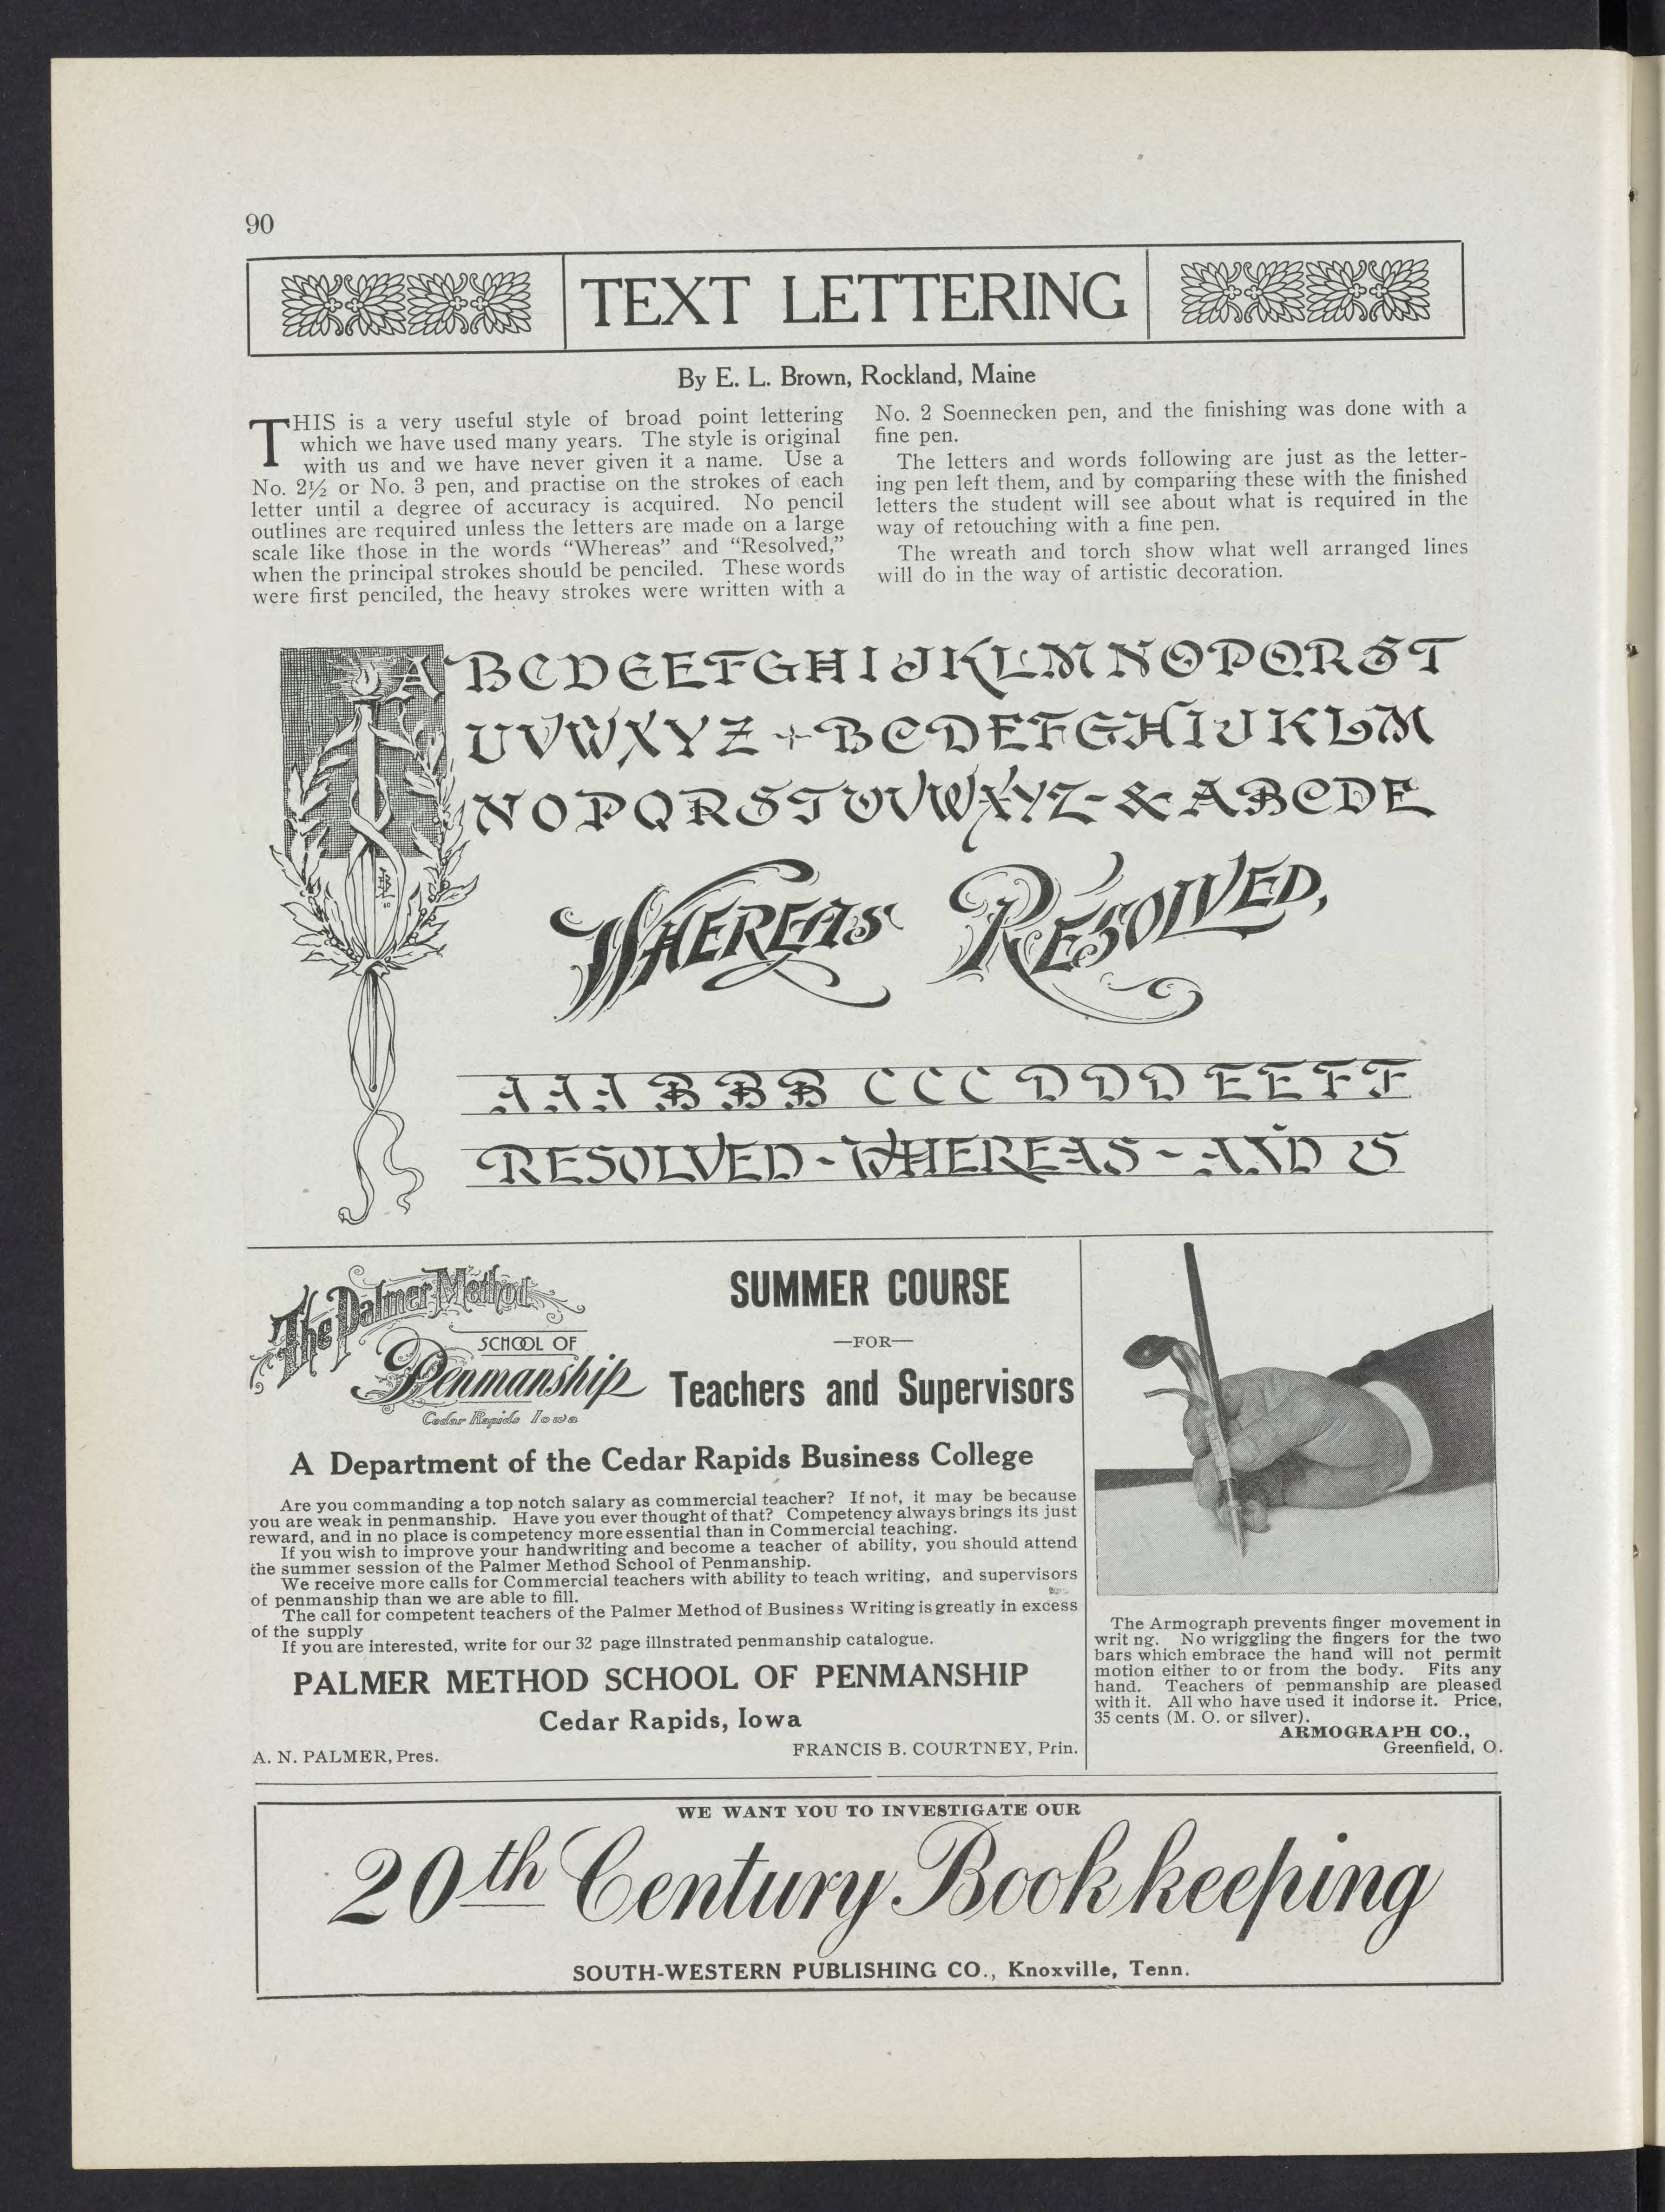 90
TEXT LETTERING
By E. L. Brown, Rockland, Maine
THIS is a very useful style of broad point lettering
which we have used many years. The style is original
with us and we have never given it a name. Use a
No. 2½ or No. 3 pen, and practise on the strokes of each
letter until a degree of accuracy is acquired. No pencil
outlines are required unless the letters are made on a large
scale like those in the words “Whereas” and “Resolved,”
when the principal strokes should be penciled. These words
were first penciled, the heavy strokes were written with a
No. 2 Soennecken pen, and the finishing was done with a
fine pen.
The letters and words following are just as the letter-
ing pen left them, and by comparing these with the finished
letters the student will see about what is required in the
way of retouching with a fine pen.
The wreath and torch show what well arranged lines
will do in the way of artistic decoration.
ABCDEEFGHIJKLMNOPQRST
UVWXYZ + BCDEFGHIJKLM
NOPQRSTUVWXYZ - & ABCDE
WHEREAS RESOLVED,
AAA BBB CCC DDD EEFF
RESOLVED - WHEREAS - AND US
The Palmer Method
SCHOOL OF
Penmanship
Cedar Rapids Iowa
SUMMER COURSE
—FOR—
Teachers and Supervisors
A Department of the Cedar Rapids Business College
Are you commanding a top notch salary as commercial teacher? If not, it may be because
you are weak in penmanship. Have you ever thought of that? Competency always brings its just
reward, and in no place is competency more essential than in Commercial teaching.
If you wish to improve your handwriting and become a teacher of ability, you should attend
the summer session of the Palmer Method School of Penmanship.
We receive more calls for Commercial teachers with ability to teach writing, and supervisors
of penmanship than we are able to fill.
The call for competent teachers of the Palmer Method of Business Writing is greatly in excess
of the supply
If you are interested, write for our 32 page illnstrated penmanship catalogue.
PALMER METHOD SCHOOL OF PENMANSHIP
Cedar Rapids, Iowa
A. N. PALMER, Pres.
FRANCIS B. COURTNEY, Prin.
The Armograph prevents finger movement in
writ ng. No wriggling the fingers for the two
bars which embrace the hand will not permit
motion either to or from the body. Fits any
hand. Teachers of penmanship are pleased
with it. All who have used it indorse it. Price,
35 cents (M. O. or silver).
ARMOGRAPH CO.,
Greenfield, O.
WE WANT YOU TO INVESTIGATE OUR
20th Century Bookkeeping
SOUTH-WESTERN PUBLISHING CO., Knoxville, Tenn.